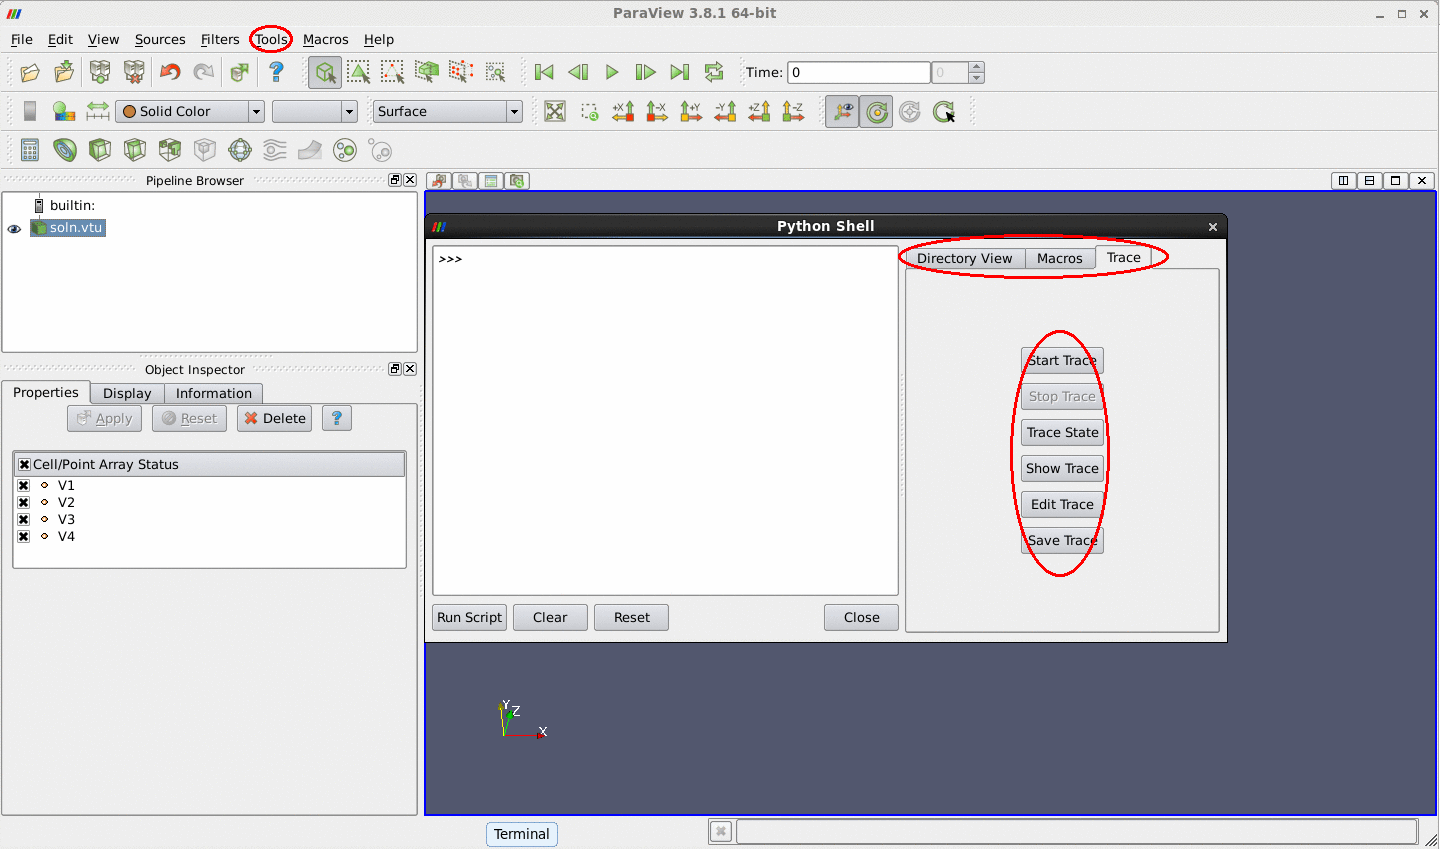 ParaView 3.8.1 64-bit
File Edit View Sources Filters Tools Macros Help
Time: 0 0
Solid Color Surface
+X -X +Y -Y +Z -Z
Pipeline Browser
builtin:
soln.vtu
Object Inspector
Properties Display Information
Apply Reset Delete ?
Cell/Point Array Status
V1
V2
V3
V4
Python Shell
>>>
Directory View Macros Trace
Start Trace
Stop Trace
Trace State
Show Trace
Edit Trace
Save Trace
Run Script Clear Reset Close
Y
Z
X
Terminal